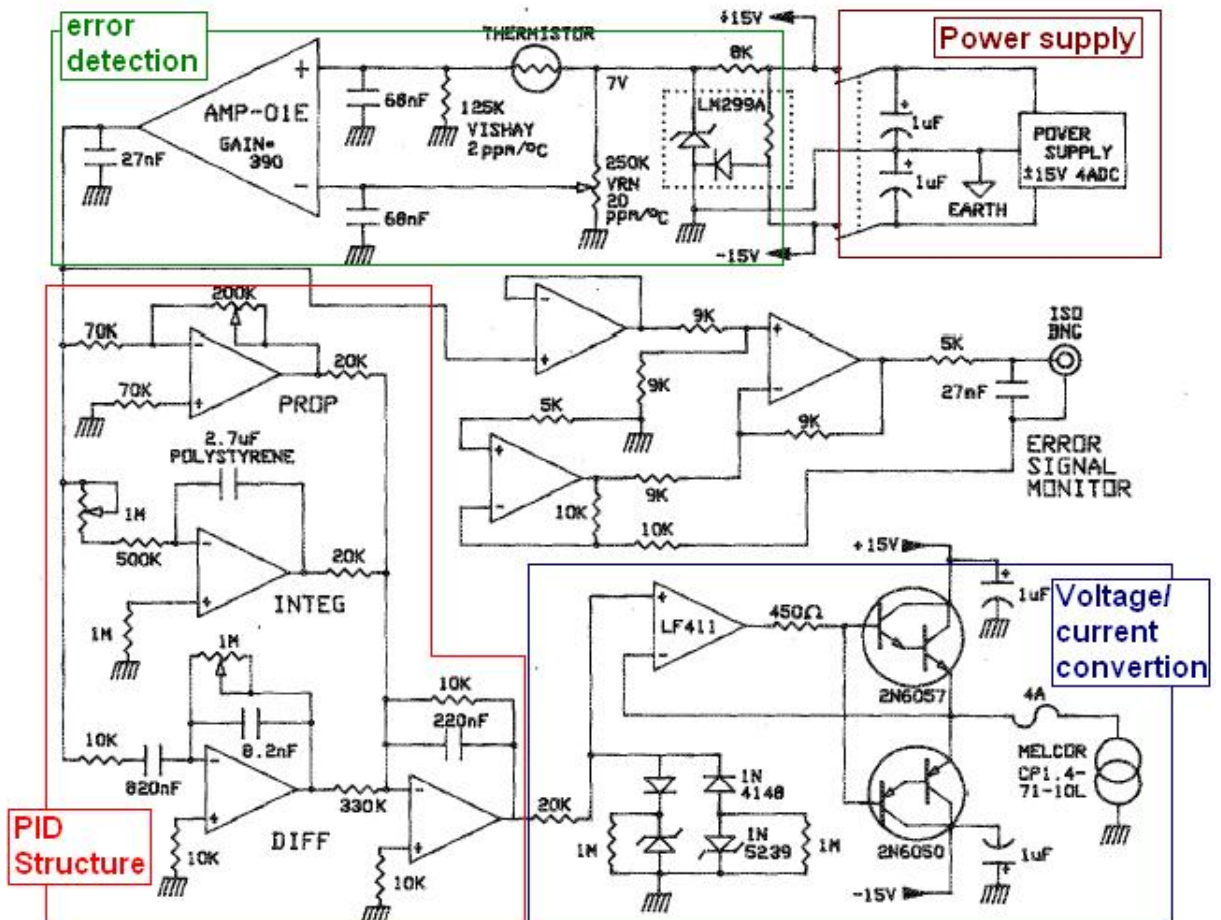 error
detection
Power supply
+15V
THERMISTOR
8K
7V
LM299A
AMP-01E
GAIN=
390
68nF
125K
VISHAY
2ppm/°C
27nF
250K
VRN
20
ppm/°C
68nF
1uF
1uF
POWER
SUPPLY
±15V 4ADC
EARTH
-15V
200K
70K
20K
70K
PROP
9K
9K
5K
9K
9K
5K
ISO
BNC
27nF
ERROR
SIGNAL
MONITOR
10K
10K
2.7uF
POLYSTYRENE
1M
500K
20K
INTEG
1M
+15V
1uF
Voltage/
current
convertion
LF411
450Ω
2N6057
4A
MELCOR
CP1.4-
71-10L
2N6050
1uF
-15V
1M
8.2nF
10K
820nF
330K
DIFF
10K
10K
220nF
10K
20K
1N
4148
1M
1N
5239
1M
PID
Structure